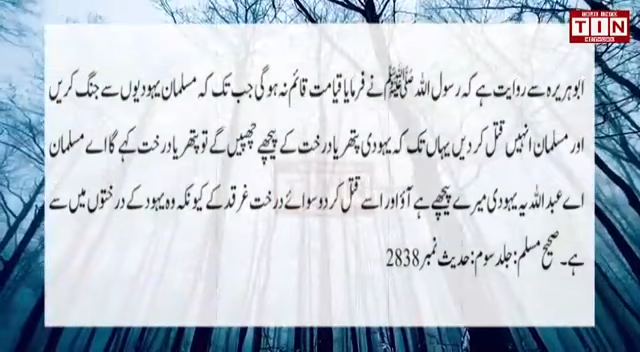 TIN
ابوہریرہ سے روایت ہے کہ رسول اللہ ﷺ نے فرمایا قیامت قائم نہ ہوگی جب تک کہ مسلمان یہودیوں سے جنگ کریں
اور مسلمان انہیں قتل کردیں یہاں تک کہ یہودی پتھر یا درخت کے پیچھے چھپیں گے تو پتھر یا درخت کہے گا اے مسلمان
اے عبداللہ یہ یہودی میرے پیچھے ہے آؤ اور اسے قتل کردو سوائے درخت غرقد کے کیونکہ وہ یہود کے درختوں میں سے
ہے۔ صحیح مسلم: جلد سوم: حدیث نمبر 2838